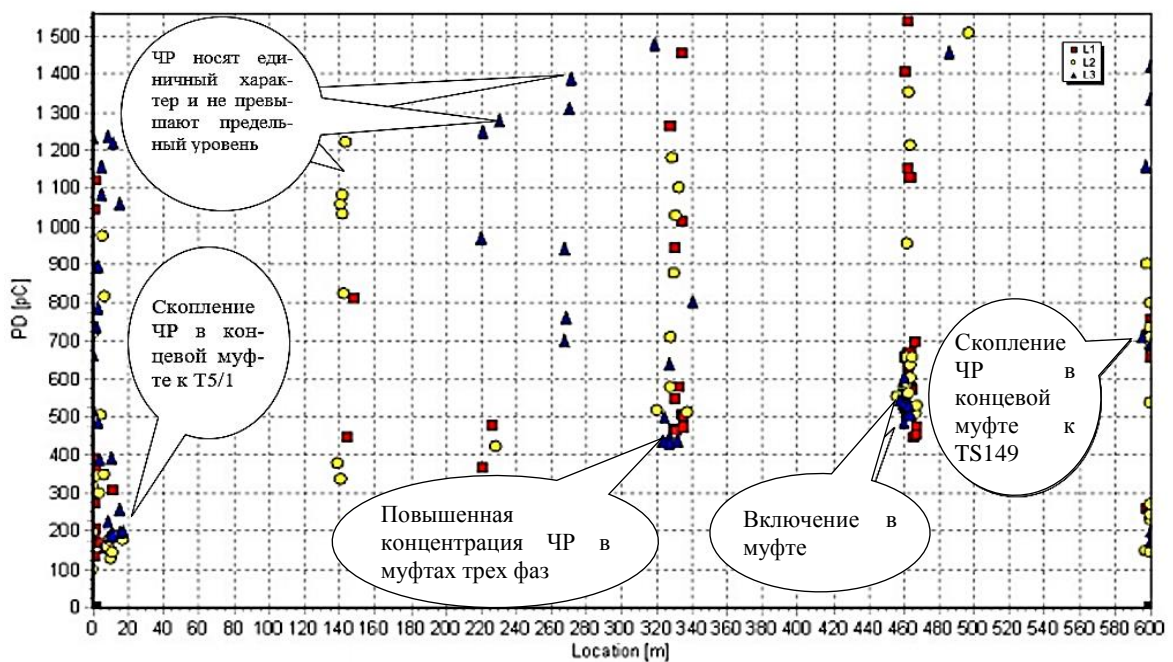 1 500
1 400
1 300
1 200
1 100
1 000
900
800
700
600
500
400
300
200
100
0
PD [pC]
ЧР носят еди-
ничный харак-
тер и не превы-
шают предель-
ный уровень
L1
L2
L3
Скопление
ЧР в кон-
цевой муф-
те к Т5/1
Скопление
ЧР в
концевой
муфте к
TS149
Повышенная
концентрация ЧР в
муфтах трех фаз
Включение в
муфте
0 20 40 60 80 100 120 140 160 180 200 220 240 260 280 300 320 340 360 380 400 420 440 460 480 500 520 540 560 580 600
Location [m]